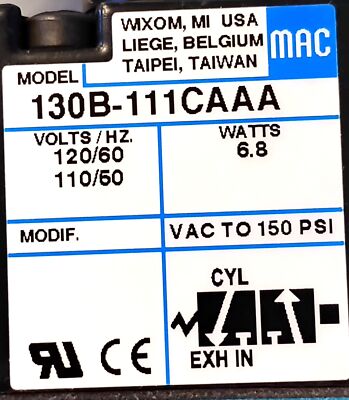 WIXOM, MI USA
LIEGE, BELGIUM
TAIPEI, TAIWAN
MAC
MODEL
130B-111CAAA
VOLTS / HZ.
120/60
110/50
WATTS
6.8
MODIF.
VAC TO 150 PSI
CYL
EXH IN
RU CE